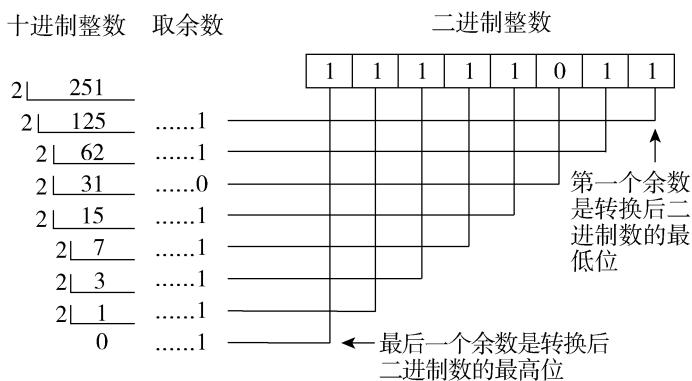 十进制整数 取余数 二进制整数
1 1 1 1 1 0 1 1
2 251
2 125 ……1
2 62 ……1
2 31 ……0
2 15 ……1
2 7 ……1
2 3 ……1
2 1 ……1
0 ……1
第一个余数
是转换后二
进制数的最
低位
最后一个余数是转换后
二进制数的最高位